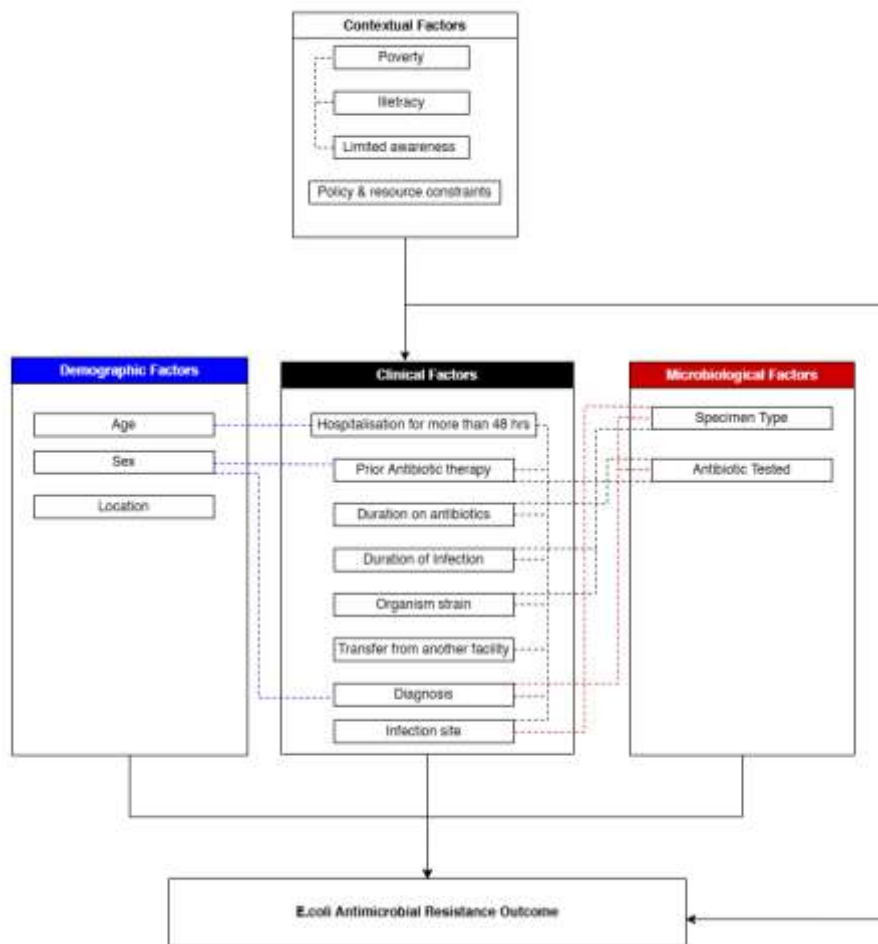 Contextual Factors
Poverty
Illetracy
Limited awareness
Policy & resource constraints
Demographic Factors
Age
Sex
Location
Clinical Factors
Hospitalisation for more than 48 hrs
Prior Antibiotic therapy
Duration on antibiotics
Duration of Infection
Organism strain
Transfer from another facility
Diagnosis
Infection site
Microbiological Factors
Specimen Type
Antibiotic Tested
E.coli Antimicrobial Resistance Outcome